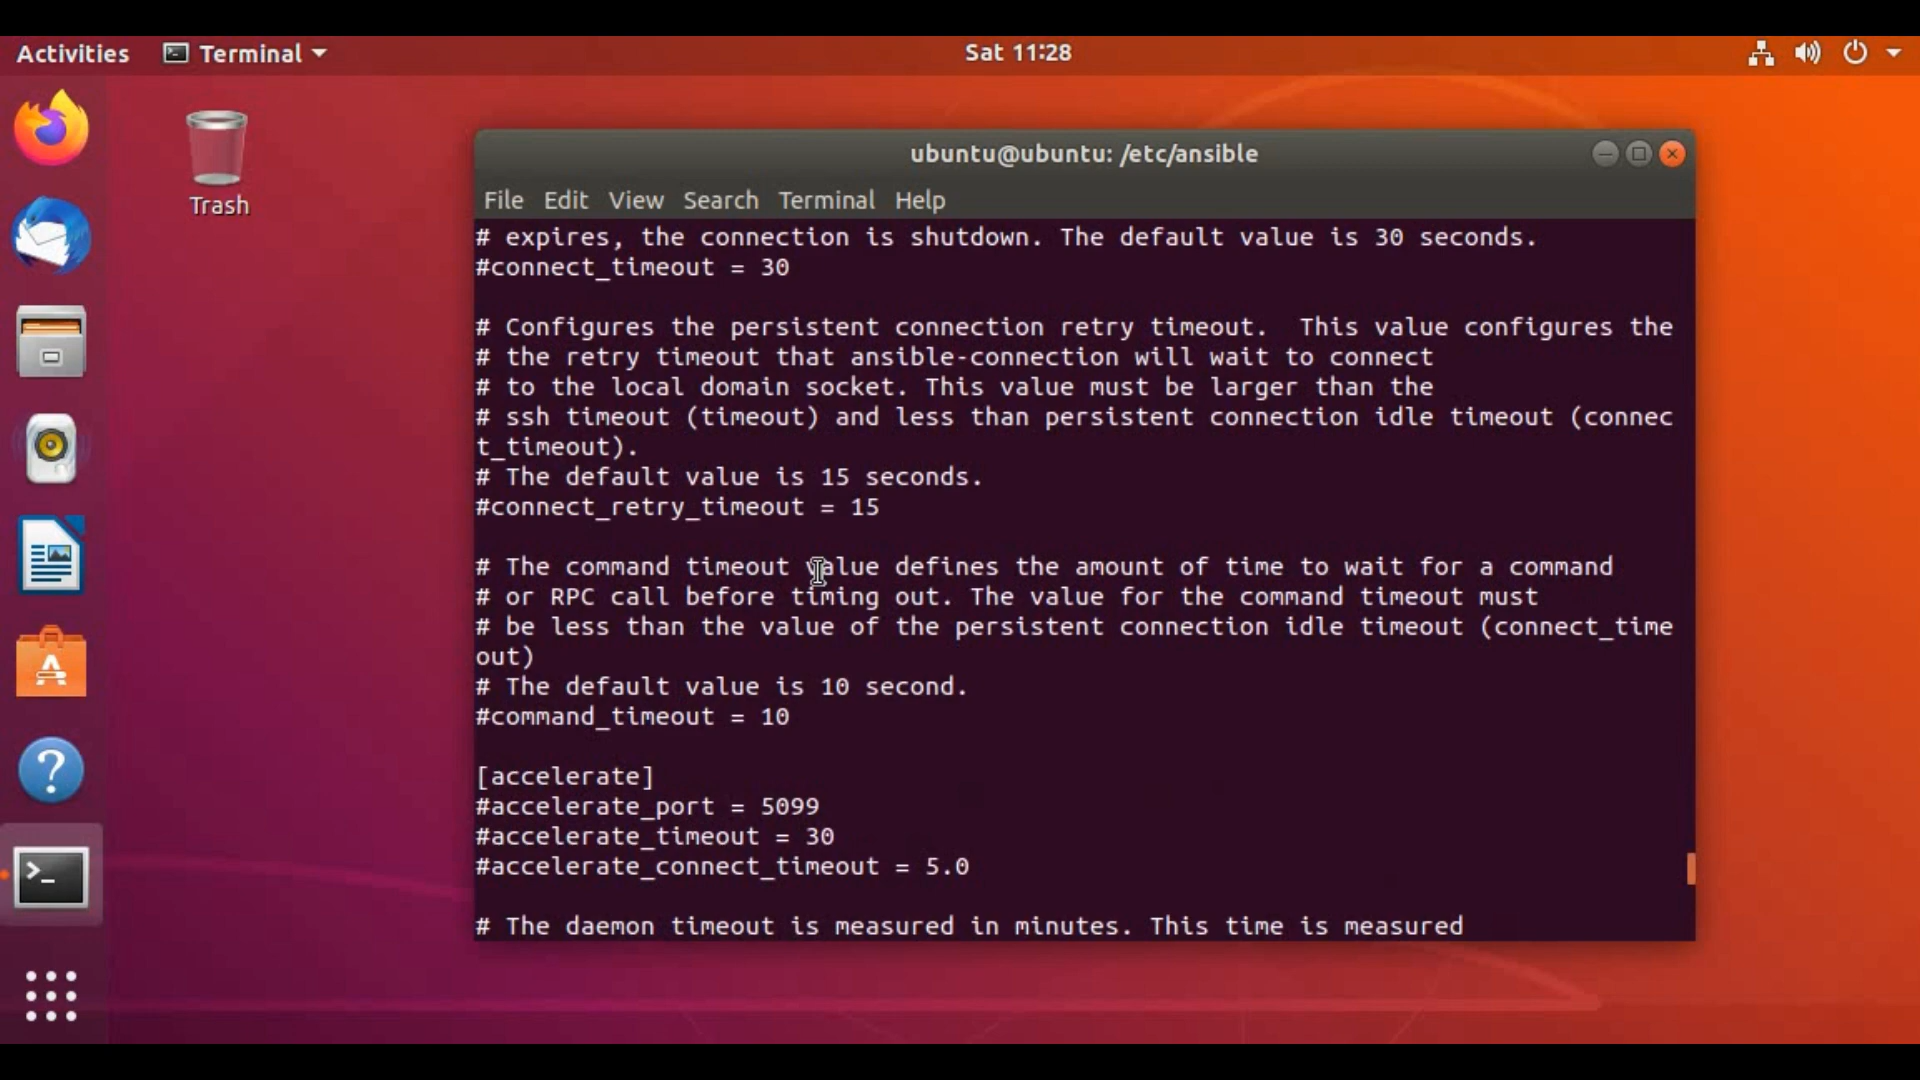 Activities Terminal Sat 11:28
Trash
ubuntu@ubuntu: /etc/ansible
File Edit View Search Terminal Help
# expires, the connection is shutdown. The default value is 30 seconds.
#connect_timeout = 30
# Configures the persistent connection retry timeout.  This value configures the
# the retry timeout that ansible-connection will wait to connect
# to the local domain socket. This value must be larger than the
# ssh timeout (timeout) and less than persistent connection idle timeout (connec
t_timeout).
# The default value is 15 seconds.
#connect_retry_timeout = 15
# The command timeout value defines the amount of time to wait for a command
# or RPC call before timing out. The value for the command timeout must
# be less than the value of the persistent connection idle timeout (connect_time
out)
# The default value is 10 second.
#command_timeout = 10
[accelerate]
#accelerate_port = 5099
#accelerate_timeout = 30
#accelerate_connect_timeout = 5.0
# The daemon timeout is measured in minutes. This time is measured